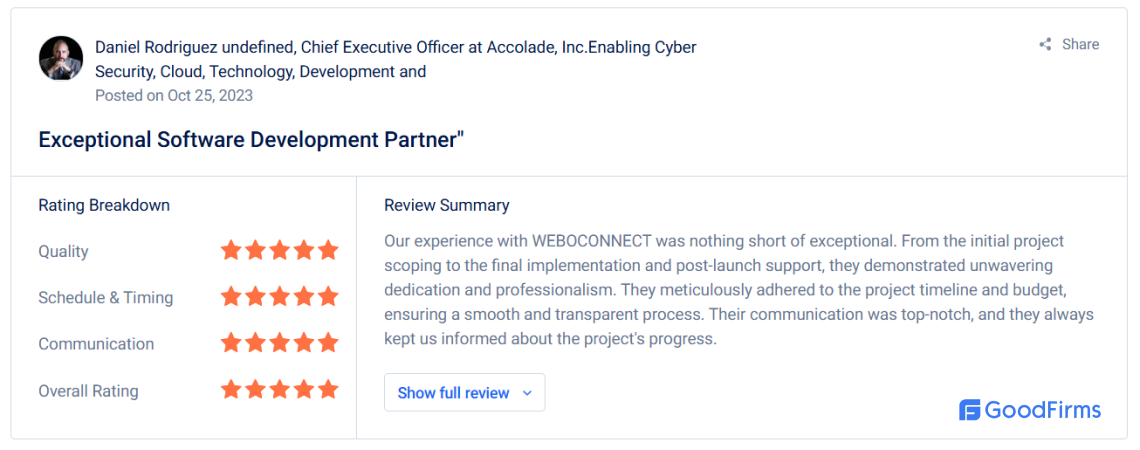 Daniel Rodriguez undefined, Chief Executive Officer at Accolade, Inc.Enabling Cyber
Security, Cloud, Technology, Development and
Posted on Oct 25, 2023
Share
Exceptional Software Development Partner"
Rating Breakdown
Quality
Schedule & Timing
Communication
Overall Rating
Review Summary
Our experience with WEBOCONNECT was nothing short of exceptional. From the initial project
scoping to the final implementation and post-launch support, they demonstrated unwavering
dedication and professionalism. They meticulously adhered to the project timeline and budget,
ensuring a smooth and transparent process. Their communication was top-notch, and they always
kept us informed about the project's progress.
Show full review
GoodFirms